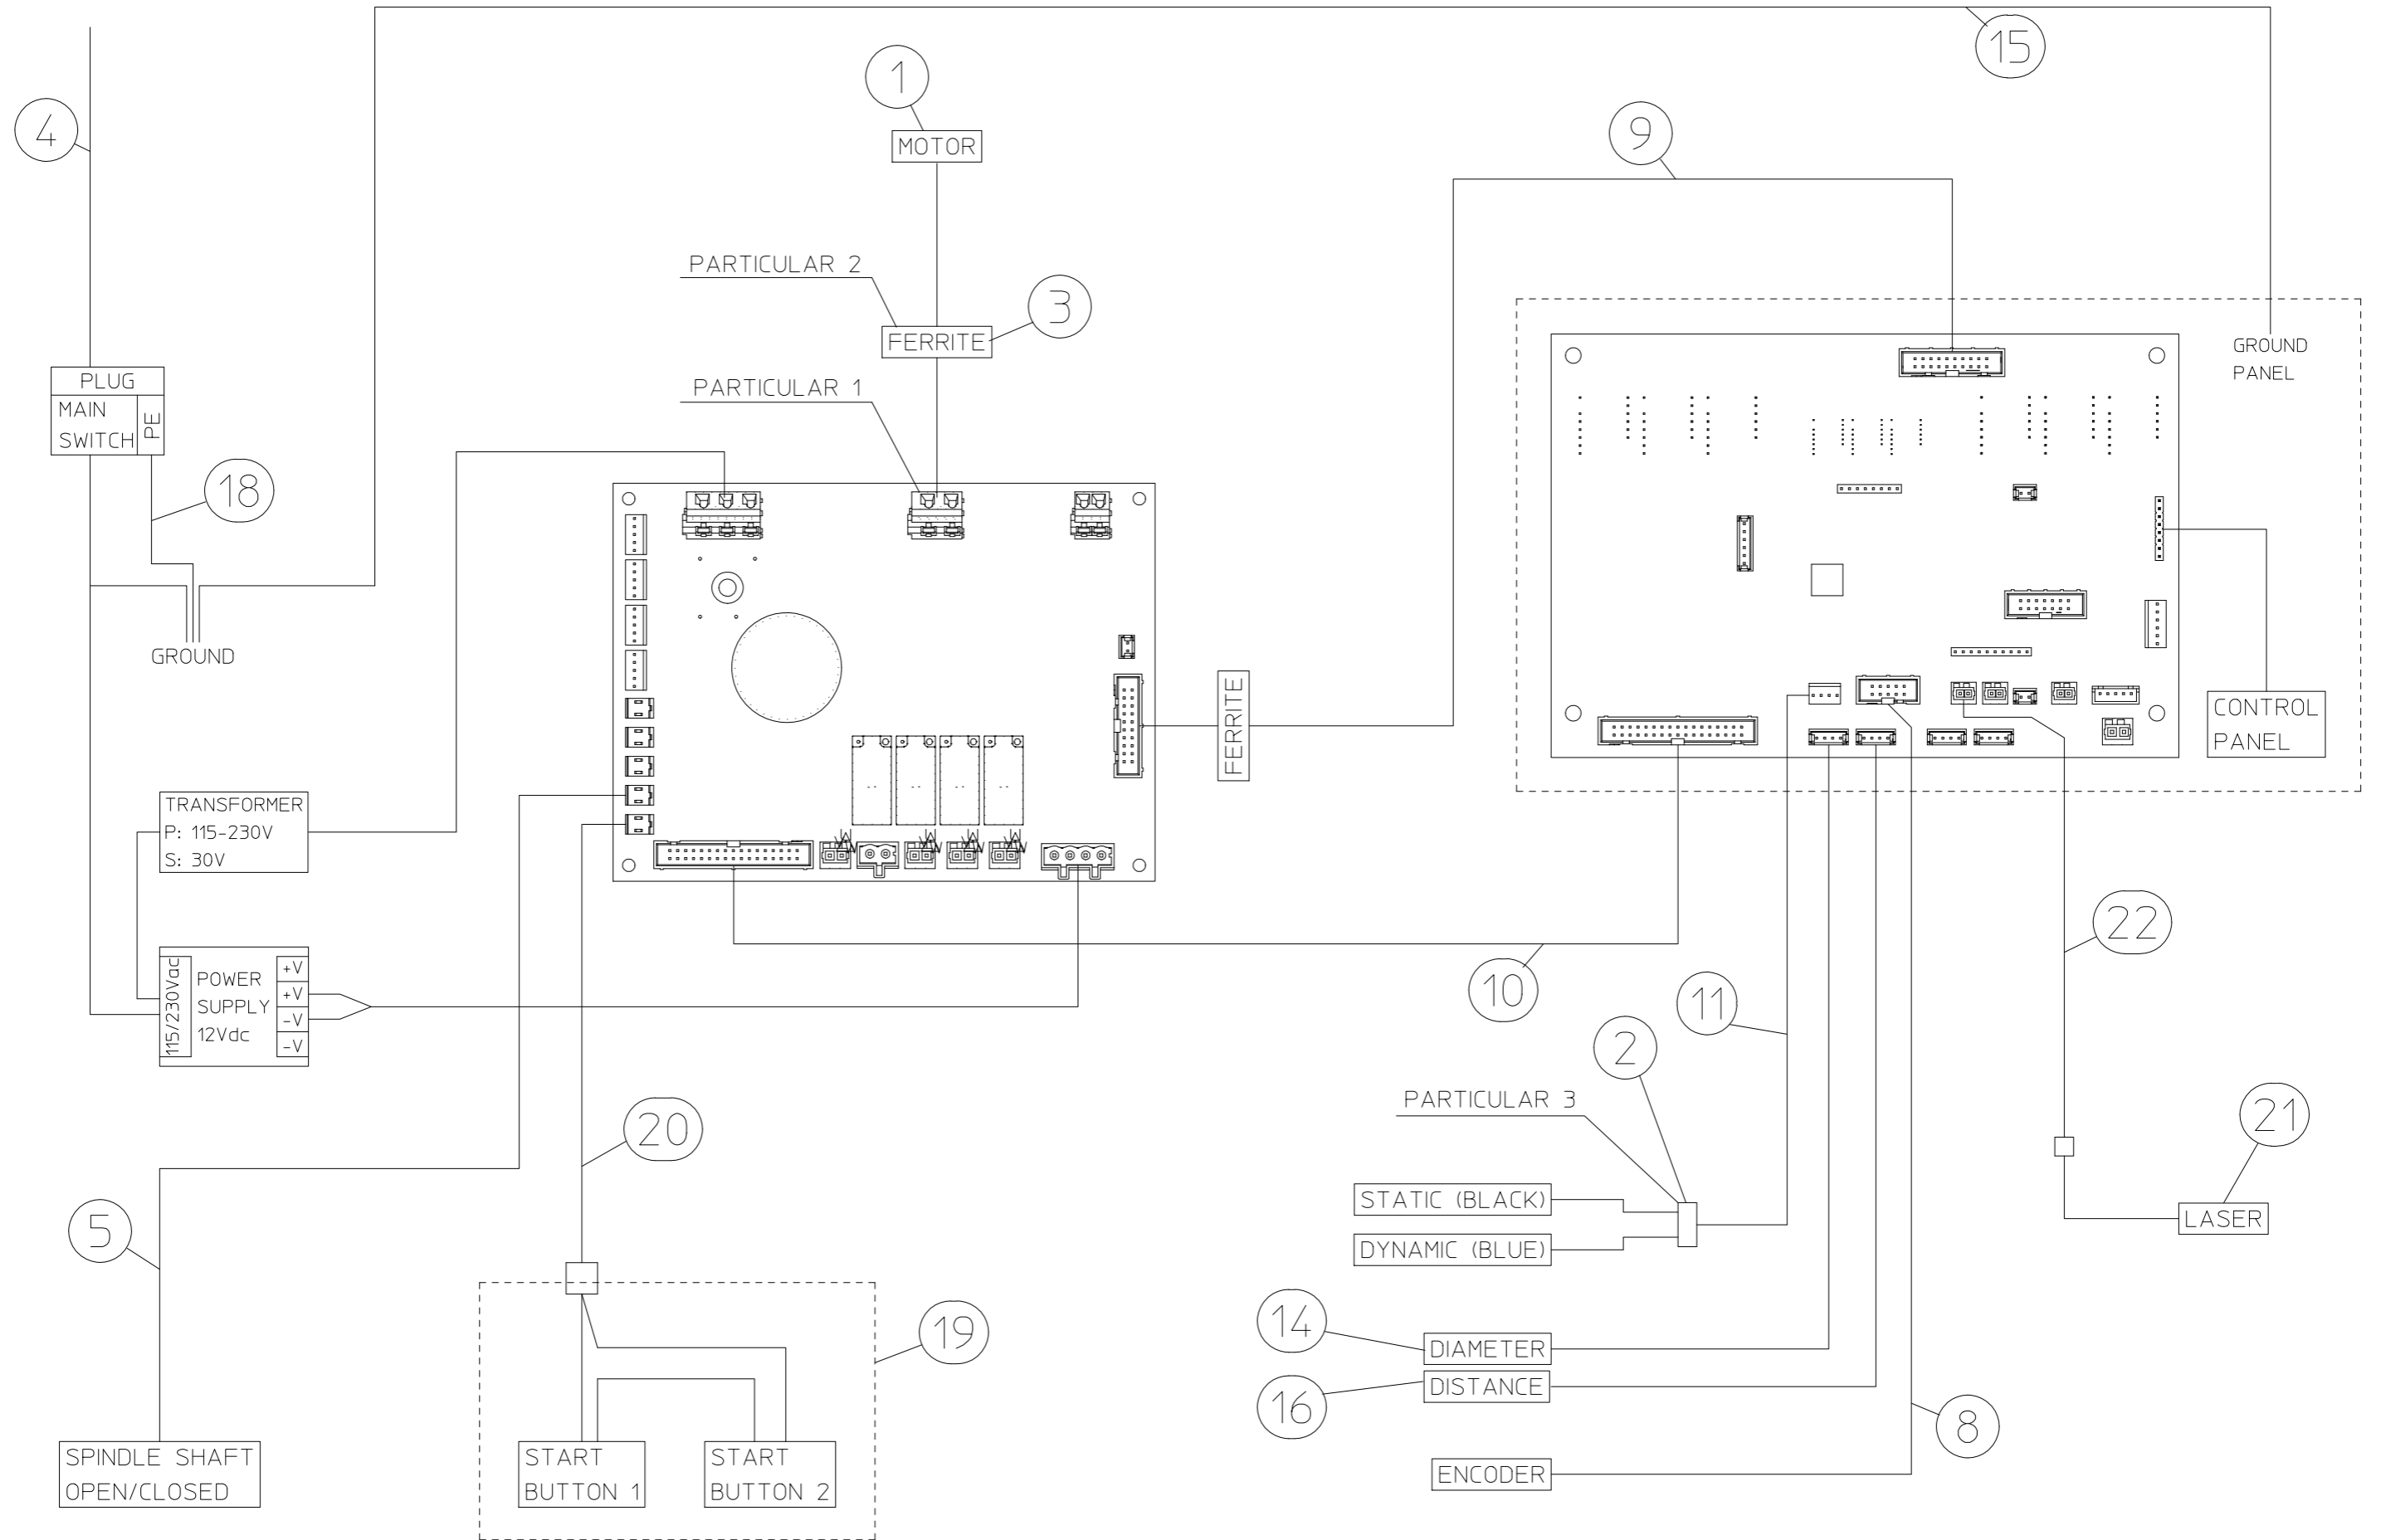 15
1
4
MOTOR
9
PARTICULAR 2
3
FERRITE
GROUND
PANEL
PLUG
PARTICULAR 1
MAIN
SWITCH
PE
18
GROUND
FERRITE
CONTROL
PANEL
TRANSFORMER
P: 115-230V
S: 30V
22
115/230Vac
POWER
SUPPLY
12Vdc
+V
+V
-V
-V
10
11
2
PARTICULAR 3
20
21
STATIC (BLACK)
LASER
5
DYNAMIC (BLUE)
19
14
DIAMETER
DISTANCE
16
8
SPINDLE SHAFT
OPEN/CLOSED
START
BUTTON 1
START
BUTTON 2
ENCODER